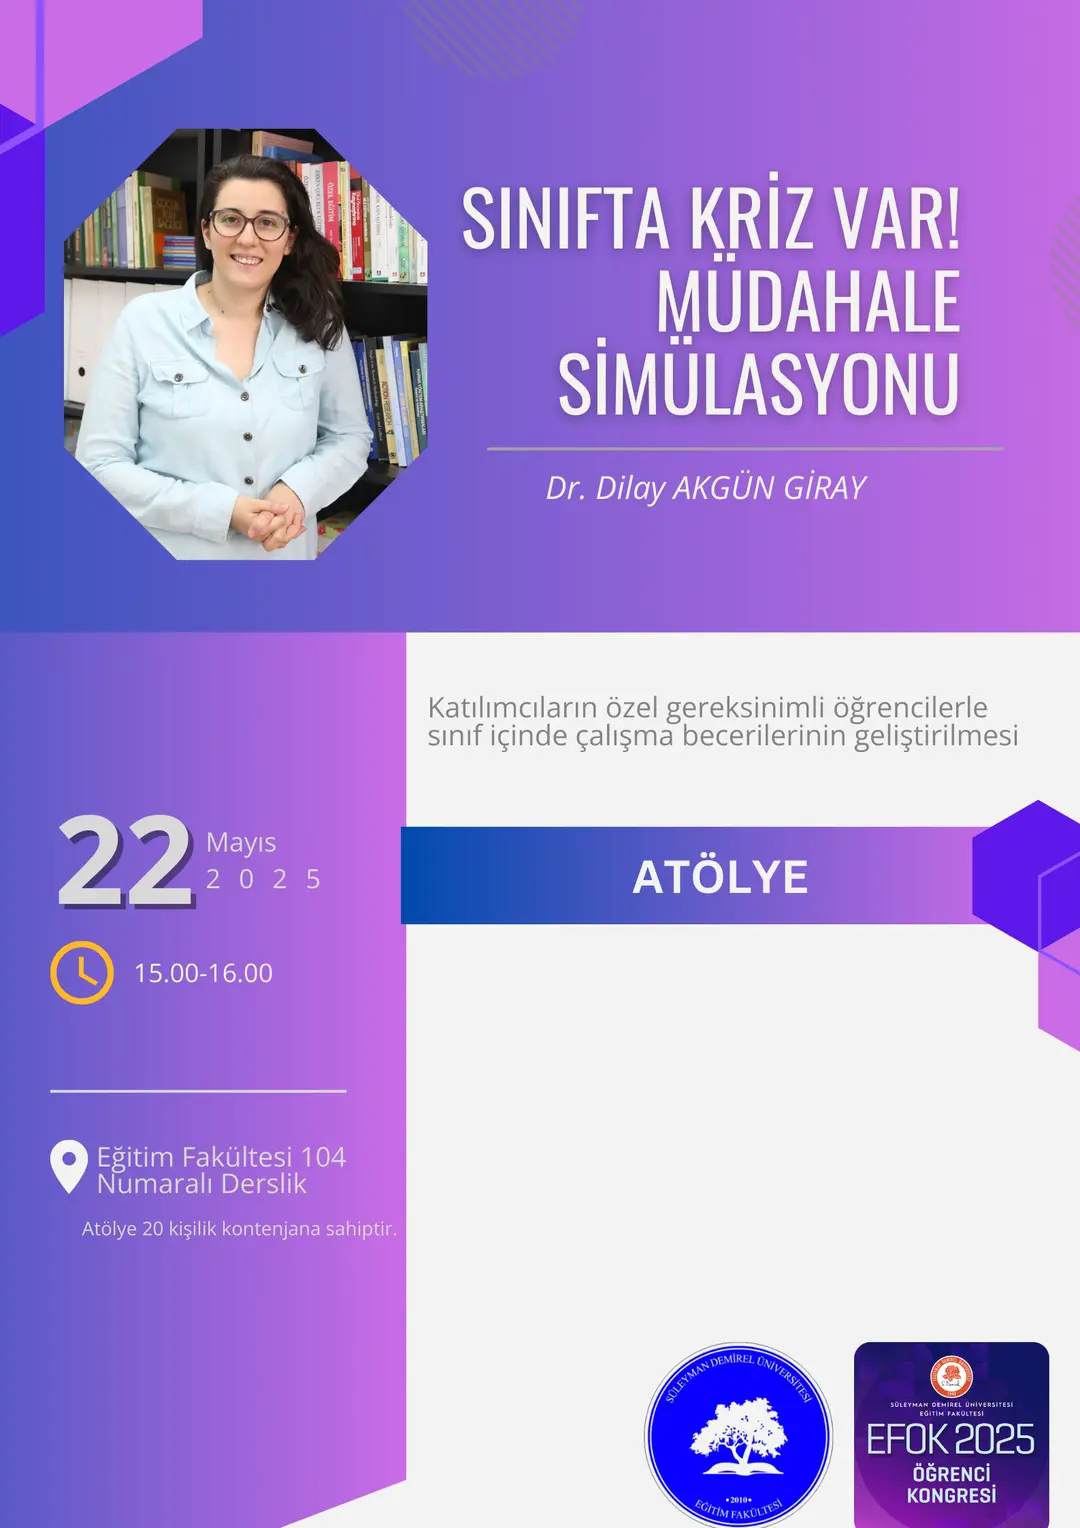 SINIFTA KRİZ VAR!
MÜDAHALE
SİMÜLASYONU
Dr. Dilay AKGÜN GİRAY
Katılımcıların özel gereksinimli öğrencilerle
sınıf içinde çalışma becerilerinin geliştirilmesi
22
Mayıs
2 0 2 5
15.00-16.00
ATÖLYE
Eğitim Fakültesi 104
Numaralı Derslik
Atölye 20 kişilik kontenjana sahiptir.
SÜLEYMAN DEMİREL ÜNİVERSİTESİ
•2010•
EĞİTİM FAKÜLTESİ
SÜLEYMAN DEMİREL ÜNİVERSİTESİ
EĞİTİM FAKÜLTESİ
EFOK 2025
ÖĞRENCİ
KONGRESİ